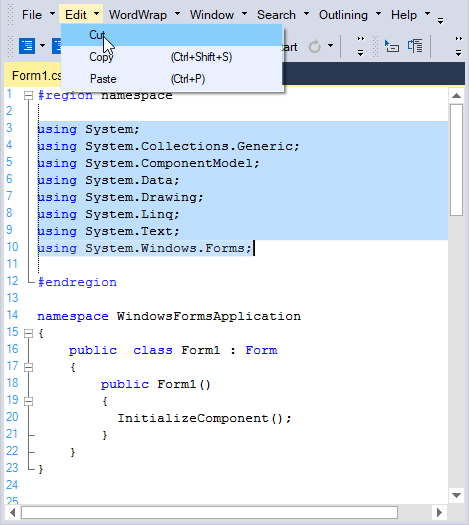 File Edit WordWrap Window Search Outlining Help
Cut
Copy (Ctrl+Shift+S)
Paste (Ctrl+P)
Form1.cs
1 #region namespace
2
3 using System;
4 using System.Collections.Generic;
5 using System.ComponentModel;
6 using System.Data;
7 using System.Drawing;
8 using System.Linq;
9 using System.Text;
10 using System.Windows.Forms;
11
12 #endregion
13
14 namespace WindowsFormsApplication
15 {
16 public class Form1 : Form
17 {
18 public Form1()
19 {
20 InitializeComponent();
21 }
22 }
23 }
24
25